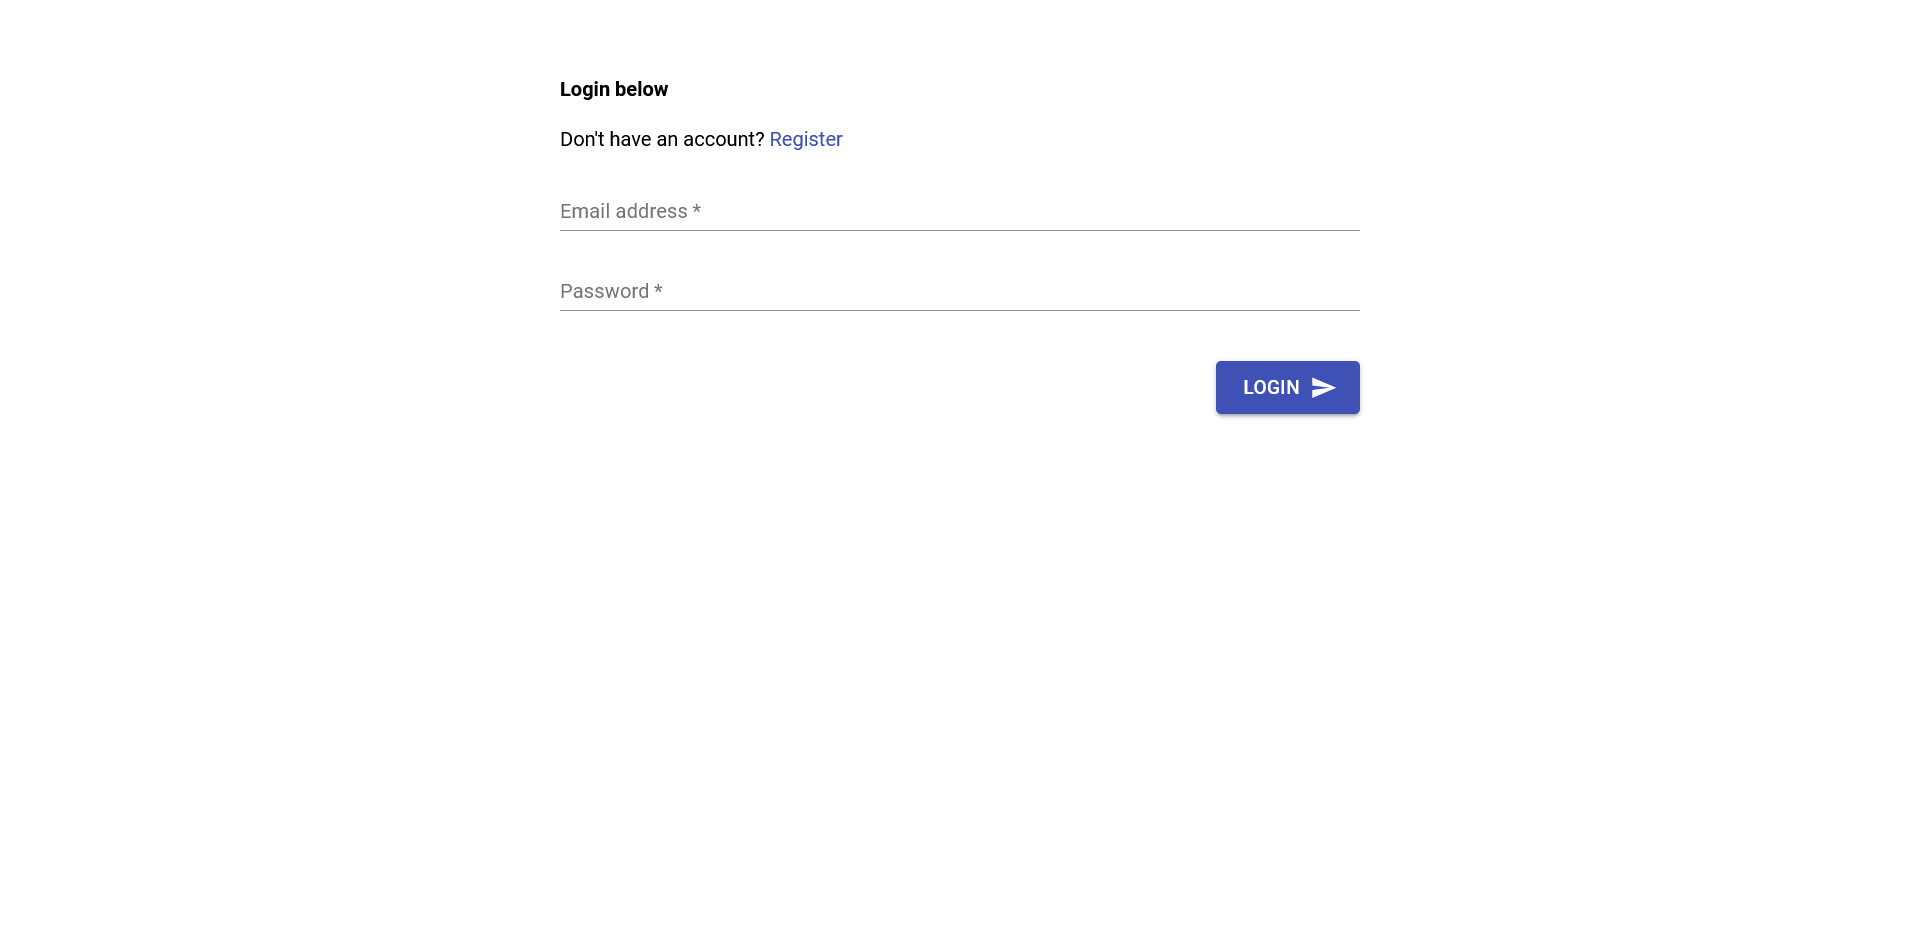 Login below
Don't have an account? Register
Email address *
Password *
LOGIN